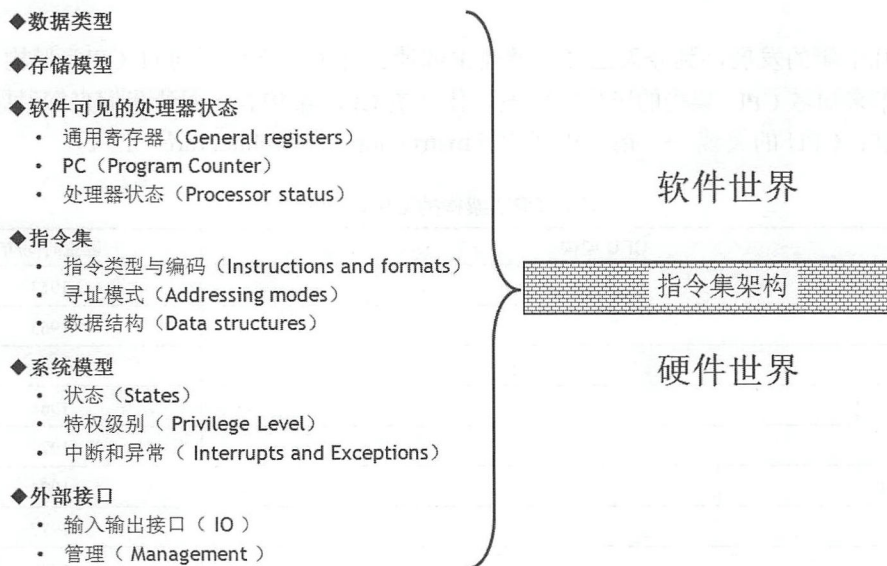 ◆数据类型
◆存储模型
◆软件可见的处理器状态
• 通用寄存器（General registers）
• PC（Program Counter）
• 处理器状态（Processor status）
◆指令集
• 指令类型与编码（Instructions and formats）
• 寻址模式（Addressing modes）
• 数据结构（Data structures）
◆系统模型
• 状态（States）
• 特权级别（ Privilege Level）
• 中断和异常（ Interrupts and Exceptions）
◆外部接口
• 输入输出接口（ IO ）
• 管理（ Management ）
软件世界
指令集架构
硬件世界